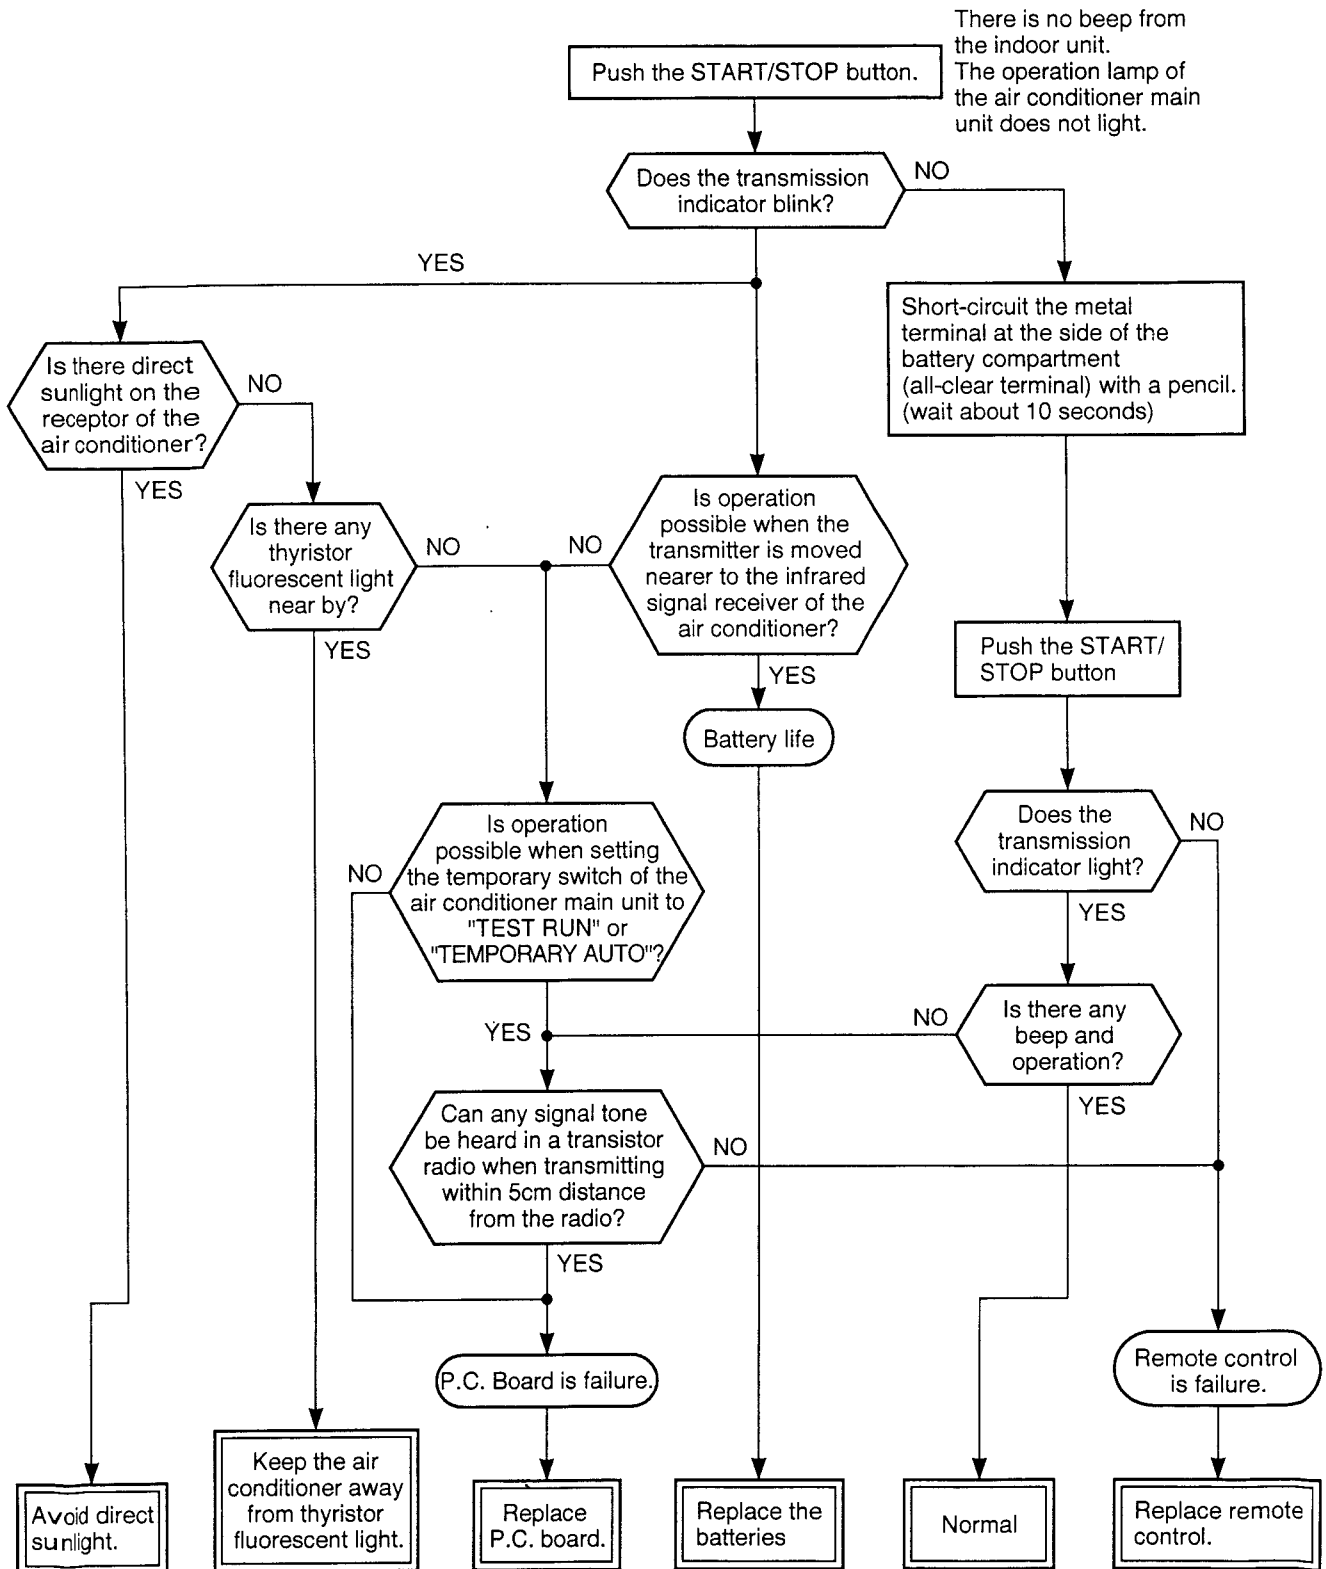 There is no beep from
the indoor unit.
The operation lamp of
the air conditioner main
unit does not light.
Push the START/STOP button.
Does the transmission
indicator blink?
NO
YES
Short-circuit the metal
terminal at the side of the
battery compartment
(all-clear terminal) with a pencil.
(wait about 10 seconds)
Is there direct
sunlight on the
receptor of the
air conditioner?
NO
YES
Is there any
thyristor
fluorescent light
near by?
NO
YES
Is operation
possible when the
transmitter is moved
nearer to the infrared
signal receiver of the
air conditioner?
NO
YES
Battery life
Push the START/
STOP button
Does the
transmission
indicator light?
NO
YES
Is operation
possible when setting
the temporary switch of the
air conditioner main unit to
"TEST RUN" or
"TEMPORARY AUTO"?
NO
YES
Is there any
beep and
operation?
NO
YES
Can any signal tone
be heard in a transistor
radio when transmitting
within 5cm distance
from the radio?
NO
YES
P.C. Board is failure.
Remote control
is failure.
Avoid direct
sunlight.
Keep the air
conditioner away
from thyristor
fluorescent light.
Replace
P.C. board.
Replace the
batteries
Normal
Replace remote
control.